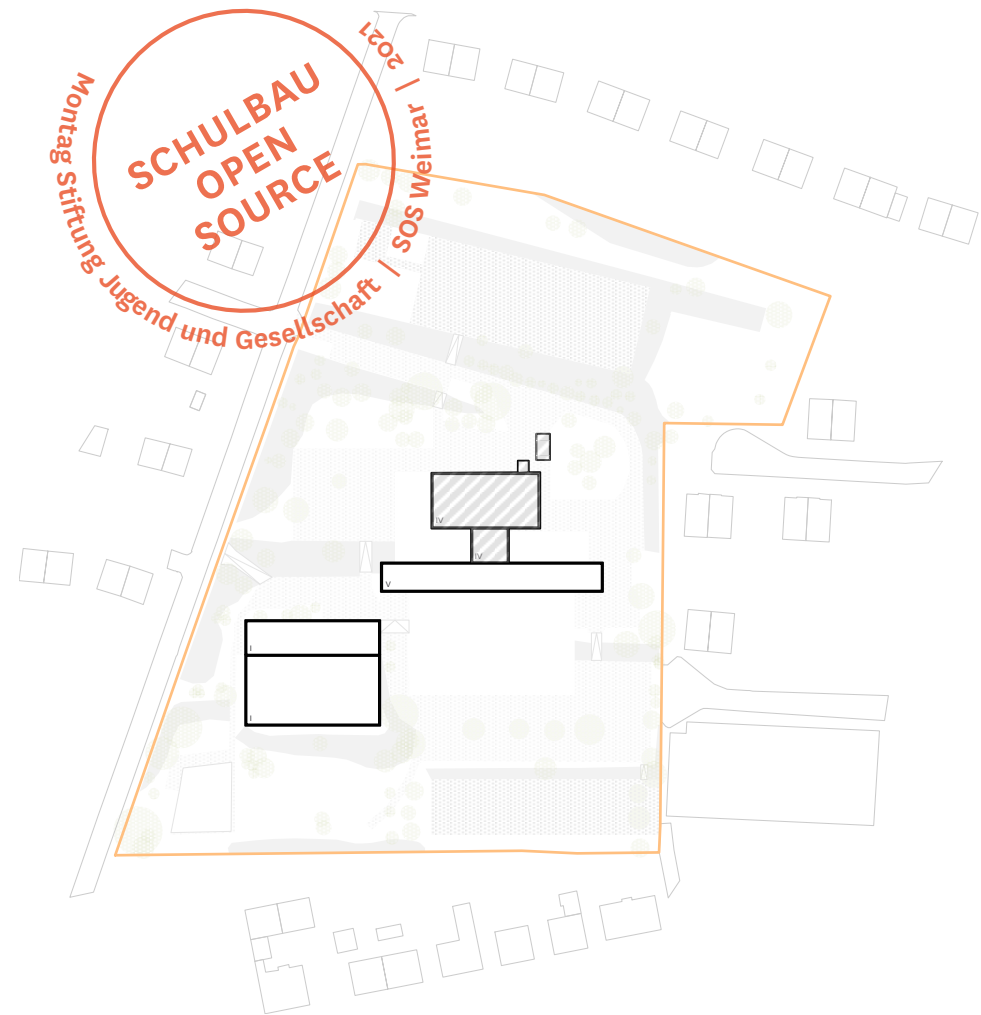 SCHULBAU
OPEN
SOURCE
Montag Stiftung Jugend und Gesellschaft | SOS Weimar | 2021
IV
IV
V
I
I